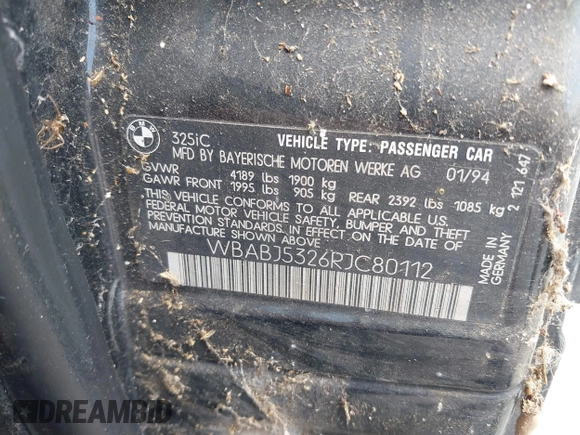 BMW
325iC VEHICLE TYPE: PASSENGER CAR
MFD BY BAYERISCHE MOTOREN WERKE AG 01/94
GVWR 4189 lbs 1900 kg
GAWR FRONT 1995 lbs 905 kg REAR 2392 lbs 1085 kg
THIS VEHICLE CONFORMS TO ALL APPLICABLE U.S.
FEDERAL MOTOR VEHICLE SAFETY, BUMPER AND THEFT
PREVENTION STANDARDS IN EFFECT ON THE DATE OF
MANUFACTURE SHOWN ABOVE
WBABJ5326RJC80112
MADE IN
GERMANY
2 121 647
DREAMBID